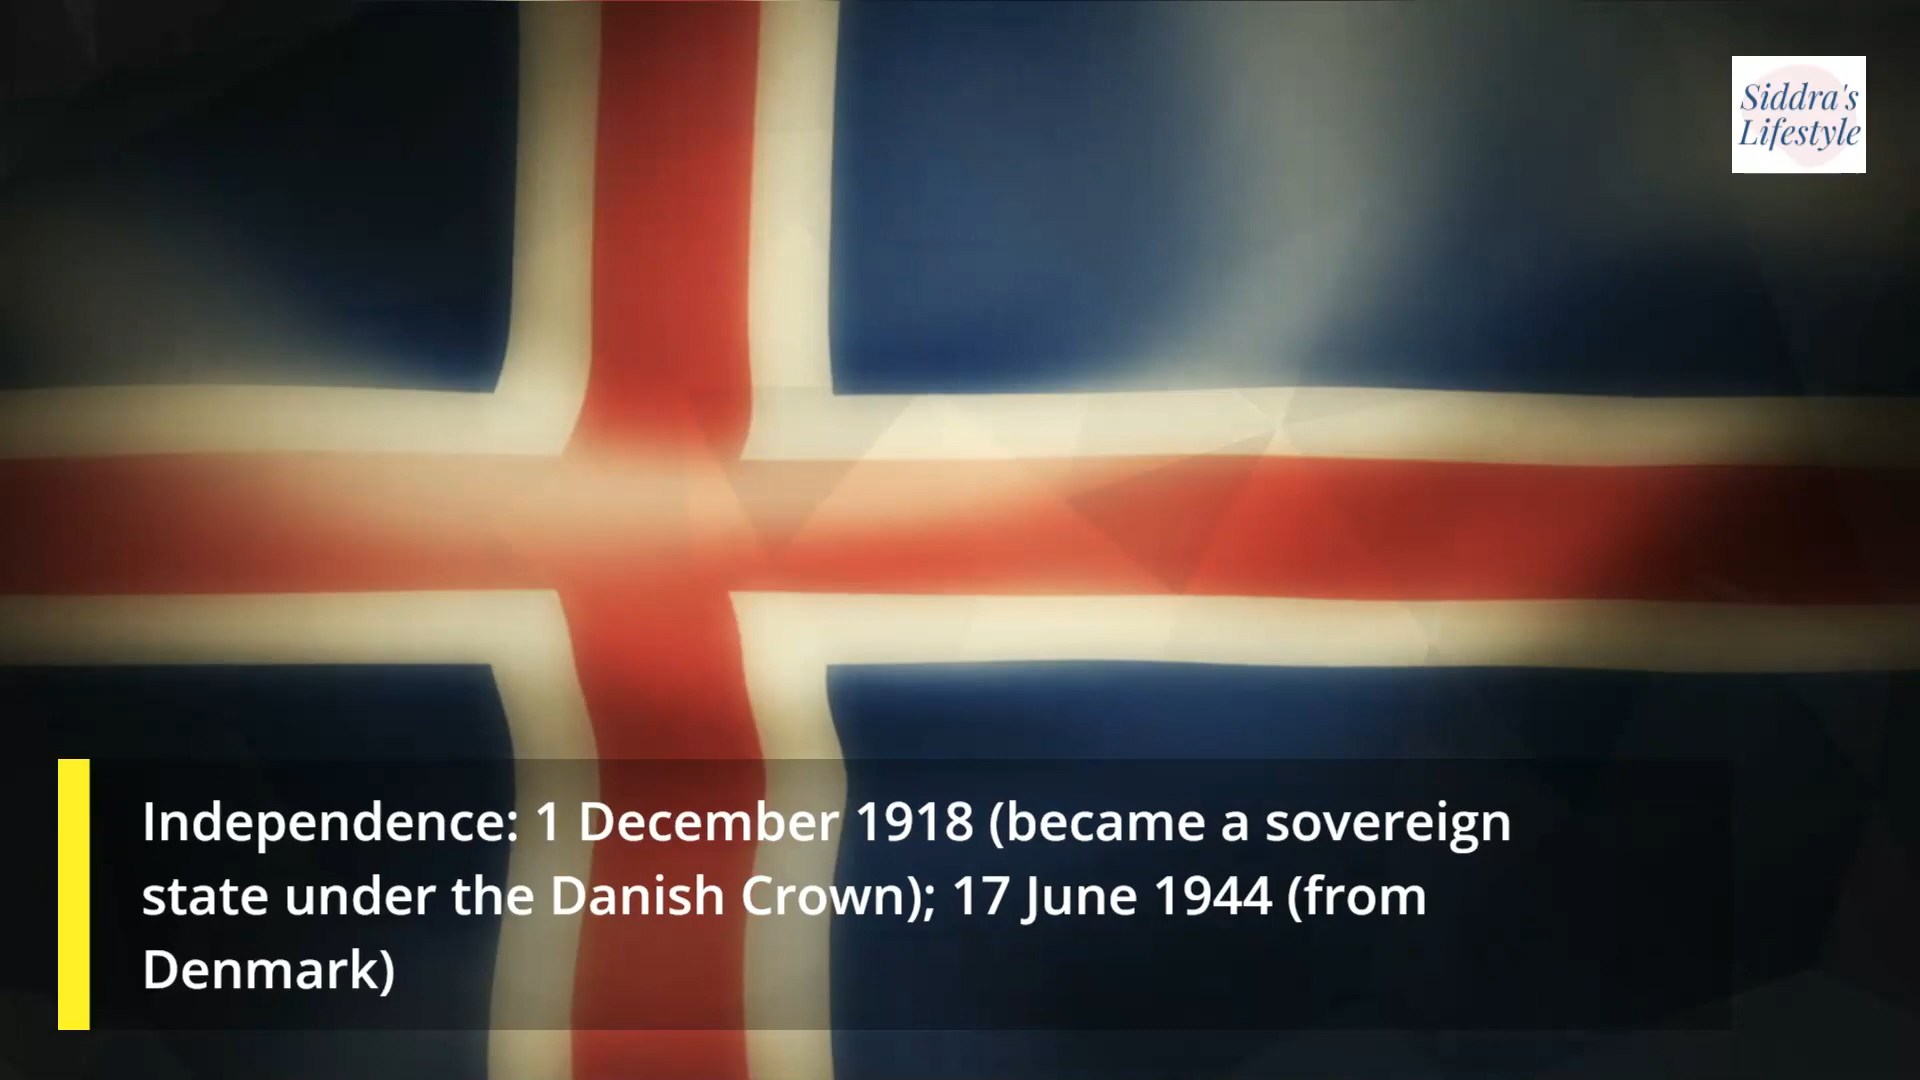 Siddra's
Lifestyle
Independence: 1 December 1918 (became a sovereign
state under the Danish Crown); 17 June 1944 (from
Denmark)